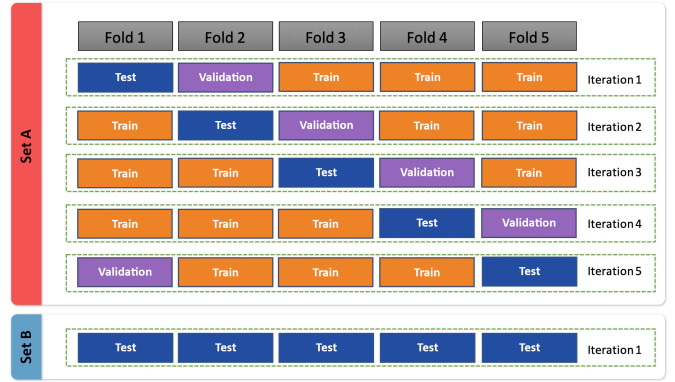 Set A
Fold 1 Fold 2 Fold 3 Fold 4 Fold 5
Test Validation Train Train Train Iteration 1
Train Test Validation Train Train Iteration 2
Train Train Test Validation Train Iteration 3
Train Train Train Test Validation Iteration 4
Validation Train Train Train Test Iteration 5
Set B
Test Test Test Test Test Iteration 1